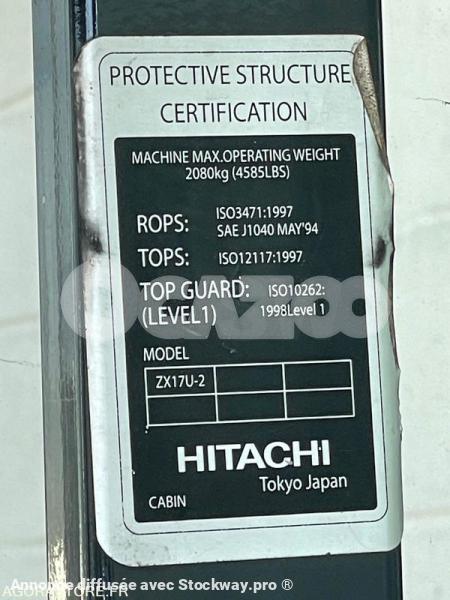 PROTECTIVE STRUCTURE
CERTIFICATION
MACHINE MAX.OPERATING WEIGHT
2080kg (4585LBS)
ROPS: ISO3471:1997
SAE J1040 MAY'94
TOPS: ISO12117:1997
TOP GUARD: ISO10262:
(LEVEL1) 1998Level 1
OCAZOO
MODEL
ZX17U-2
HITACHI
Tokyo Japan
CABIN
Annonce diffusée avec Stockway.pro ®
AGORASTORE.FR